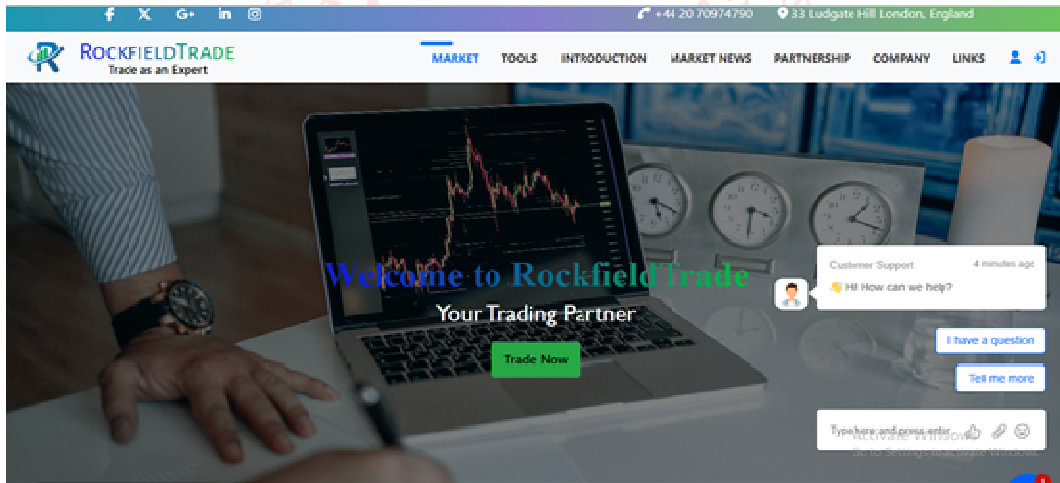 +44 20 70974790 33 Ludgate Hill London, England
ROCKFIELDTRADE
Trade as an Expert
MARKET TOOLS INTRODUCTION MARKET NEWS PARTNERSHIP COMPANY LINKS
Welcome to RockfieldTrade
Your Trading Partner
Trade Now
Customer Support 4 minutes ago
👋 Hi! How can we help?
I have a question
Tell me more
Type here and press enter
Activate Windows
Go to Settings to activate Windows.